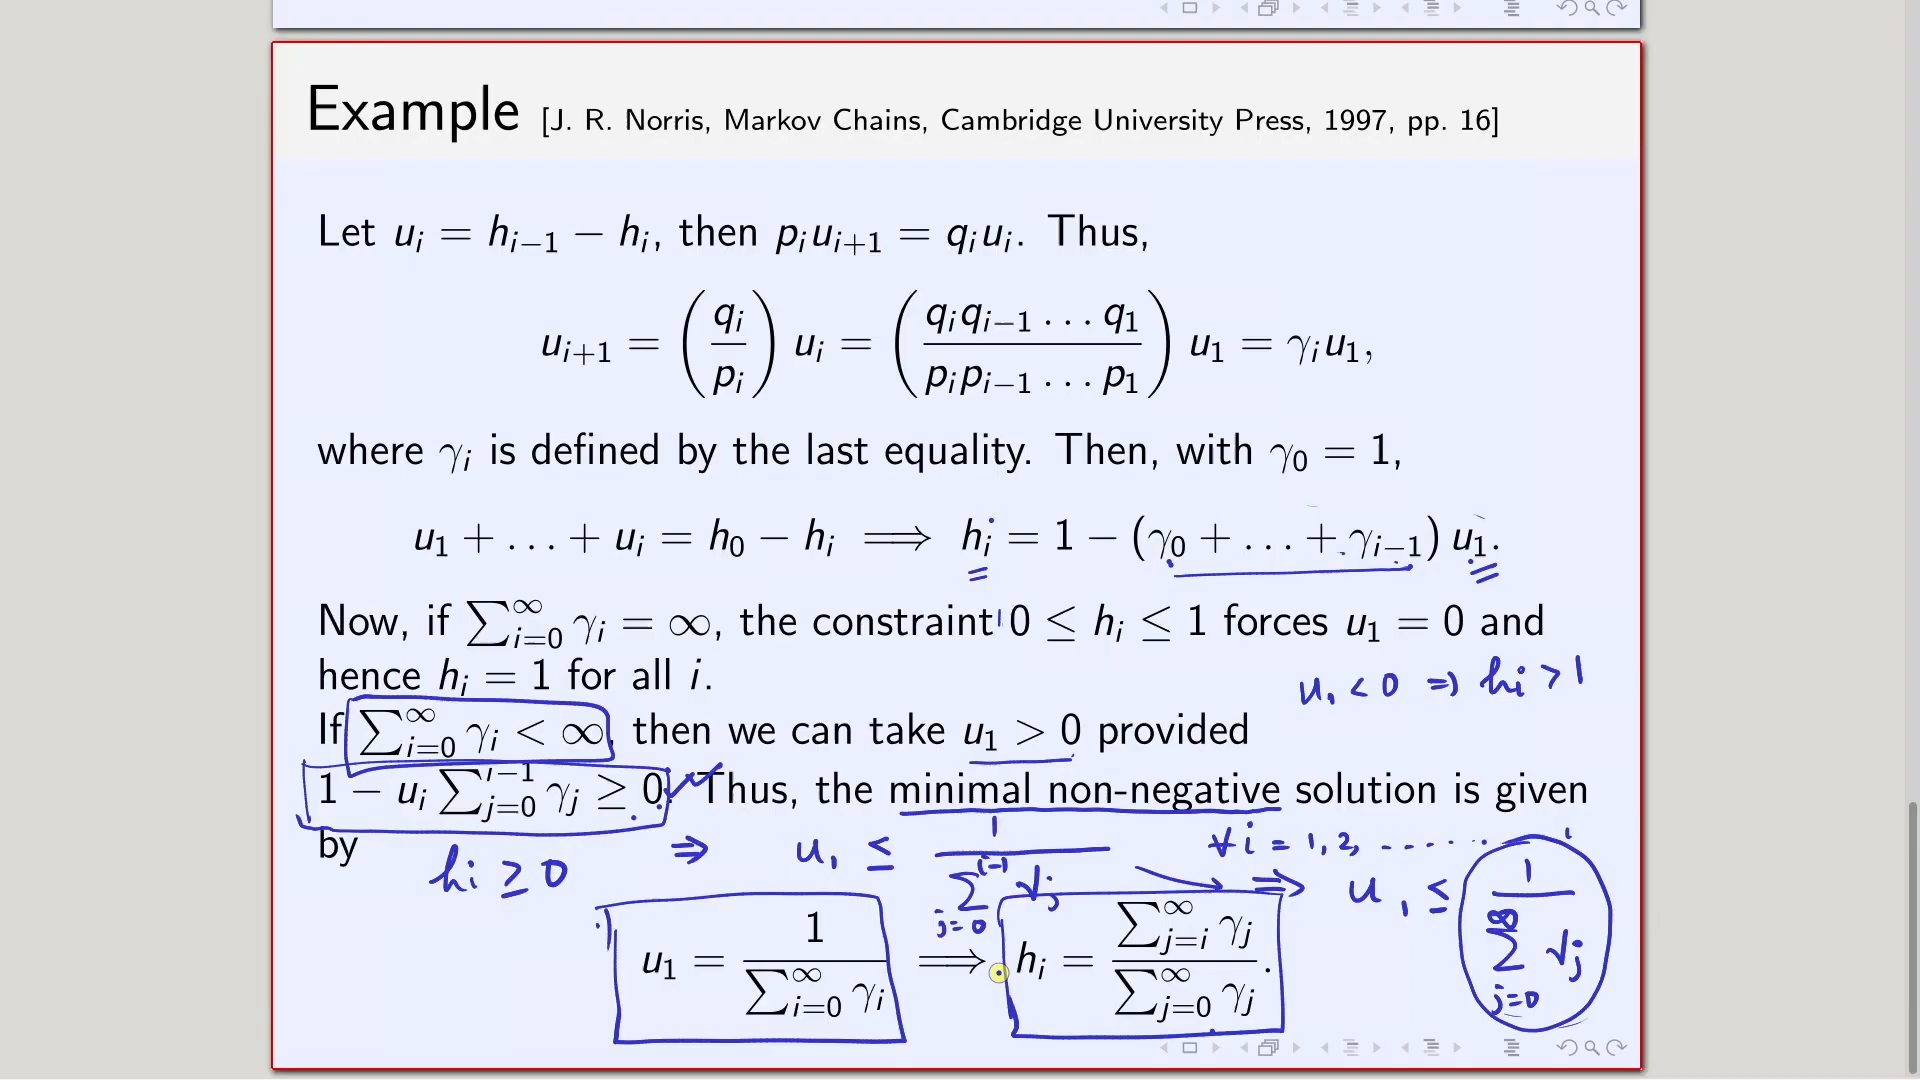 Example [J. R. Norris, Markov Chains, Cambridge University Press, 1997, pp. 16]
Let u_i = h_{i−1} − h_i, then p_i u_{i+1} = q_i u_i. Thus,
u_{i+1} = (q_i / p_i) u_i = (q_i q_{i−1} ... q_1 / p_i p_{i−1} ... p_1) u_1 = γ_i u_1,
where γ_i is defined by the last equality. Then, with γ_0 = 1,
u_1 + ... + u_i = h_0 − h_i ⟹ h_i = 1 − (γ_0 + ... + γ_{i−1}) u_1.
Now, if ∑_{i=0}^∞ γ_i = ∞, the constraint 0 ≤ h_i ≤ 1 forces u_1 = 0 and
hence h_i = 1 for all i.
u_1 < 0 ⇒ h_i > 1
If ∑_{i=0}^∞ γ_i < ∞, then we can take u_1 > 0 provided
1 − u_i ∑_{j=0}^{i−1} γ_j ≥ 0. Thus, the minimal non-negative solution is given
by
h_i ≥ 0 ⇒ u_1 ≤ 1 / ∑_{j=0}^{i−1} γ_j ∀ i = 1, 2, ......
⇒ u_1 ≤ 1 / ∑_{j=0}^∞ γ_j
u_1 = 1 / ∑_{i=0}^∞ γ_i ⟹ h_i = ∑_{j=i}^∞ γ_j / ∑_{j=0}^∞ γ_j.